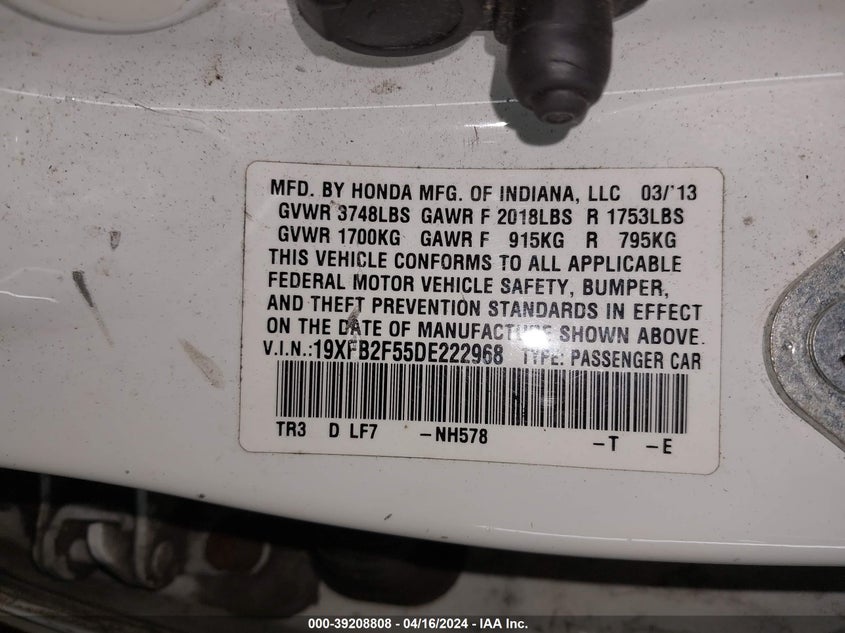 MFD. BY HONDA MFG. OF INDIANA, LLC 03/'13
GVWR 3748LBS GAWR F 2018LBS R 1753LBS
GVWR 1700KG GAWR F 915KG R 795KG
THIS VEHICLE CONFORMS TO ALL APPLICABLE
FEDERAL MOTOR VEHICLE SAFETY, BUMPER,
AND THEFT PREVENTION STANDARDS IN EFFECT
ON THE DATE OF MANUFACTURE SHOWN ABOVE.
V.I.N.:19XFB2F55DE222968 TYPE: PASSENGER CAR
TR3 D LF7 -NH578 -T -E
000-39208808 - 04/16/2024 - IAA Inc.